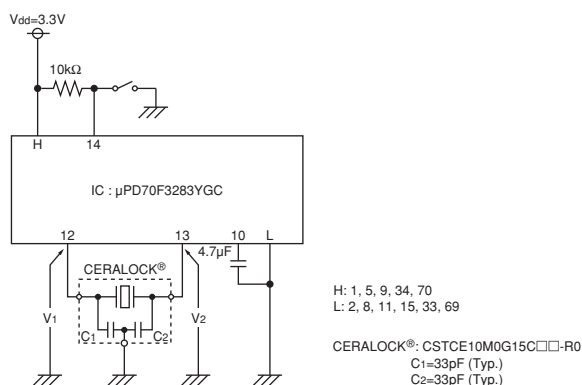 Vdd=3.3V
10kΩ
H
14
IC : µPD70F3283YGC
12
13
10
L
4.7µF
CERALOCK®
V1
C1
C2
V2
H: 1, 5, 9, 34, 70
L: 2, 8, 11, 15, 33, 69
CERALOCK®: CSTCE10M0G15C□□-R0
C1=33pF (Typ.)
C2=33pF (Typ.)